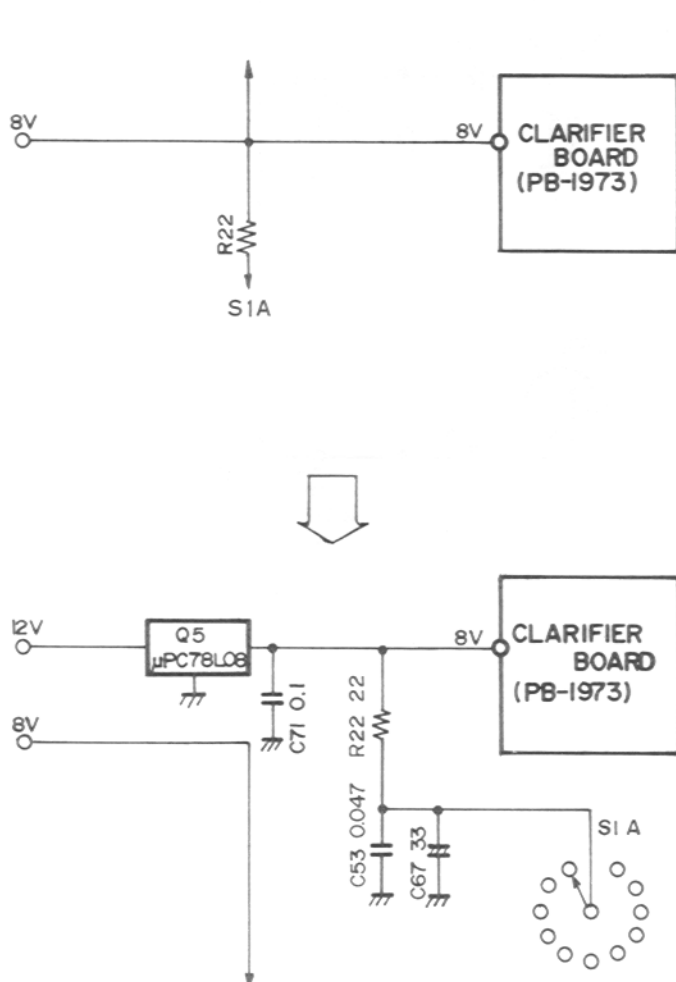 8V
8V
CLARIFIER
BOARD
(PB-1973)
R22
S1A
12V
Q5
µPC78L08
8V
CLARIFIER
BOARD
(PB-1973)
C71 0.1
R22 22
8V
C53 0.047
C67 33
S1A